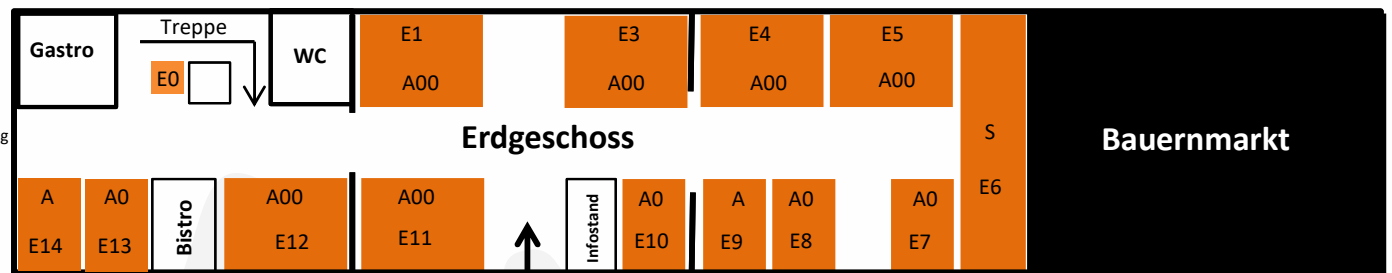 Gastro
Treppe
E0
WC
E1
A00
E3
A00
E4
A00
E5
A00
S
E6
Bauernmarkt
g
Erdgeschoss
A
E14
A0
E13
Bistro
A00
E12
A00
E11
Infostand
A0
E10
A
E9
A0
E8
A0
E7